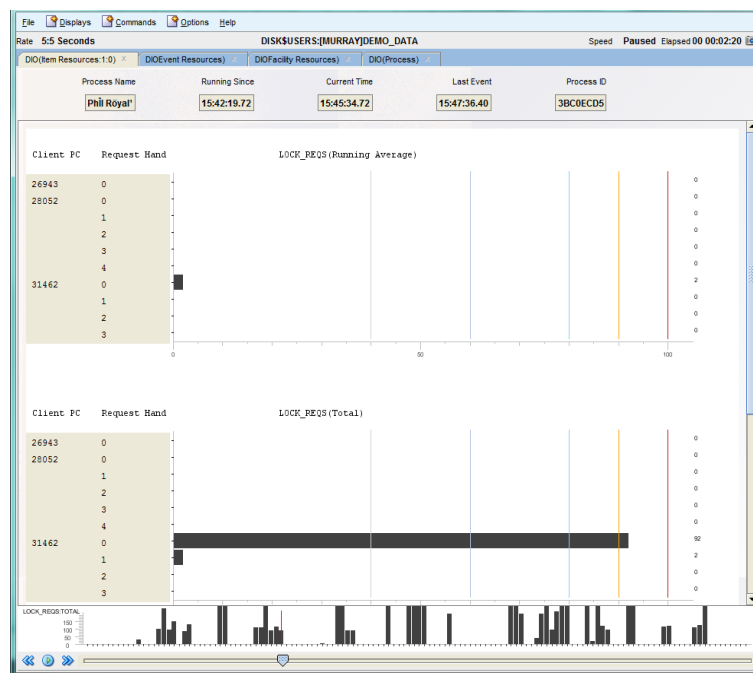 File Displays Commands Options Help
Rate 5:5 Seconds DISK$USERS:[MURRAY]DEMO_DATA Speed Paused Elapsed 00 00:02:20
DIO(Item Resources:1:0) × DIOEvent Resources) × DIOFacility Resources) × DIO(Process) ×
Process Name Running Since Current Time Last Event Process ID
15:42:19.72 15:45:34.72 15:47:36.40 3BC0ECD5
Client PC Request Hand LOCK_REQS(Running Average)
26943 0 0
28052 0 0
1 0
2 0
3 0
4 0
31462 0 2
1 0
2 0
3 0
0 50 100
Client PC Request Hand LOCK_REQS(Total)
26943 0 0
28052 0 0
1 0
2 0
3 0
4 0
31462 0 92
1 2
2 0
3 0
LOCK_REQS:TOTAL
150
100
50
0